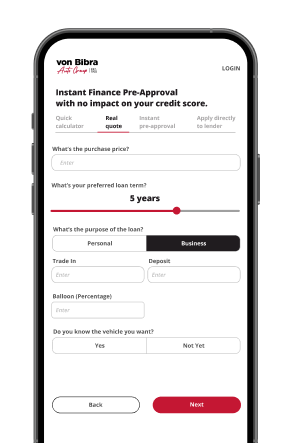 von Bibra
Auto Group
LOGIN
Instant Finance Pre-Approval
with no impact on your credit score.
Quick calculator
Real quote
Instant pre-approval
Apply directly to lender
What's the purchase price?
Enter
What's your preferred loan term?
5 years
What's the purpose of the loan?
Personal Business
Trade In Deposit
Enter Enter
Balloon (Percentage)
Enter
Do you know the vehicle you want?
Yes Not Yet
Back Next